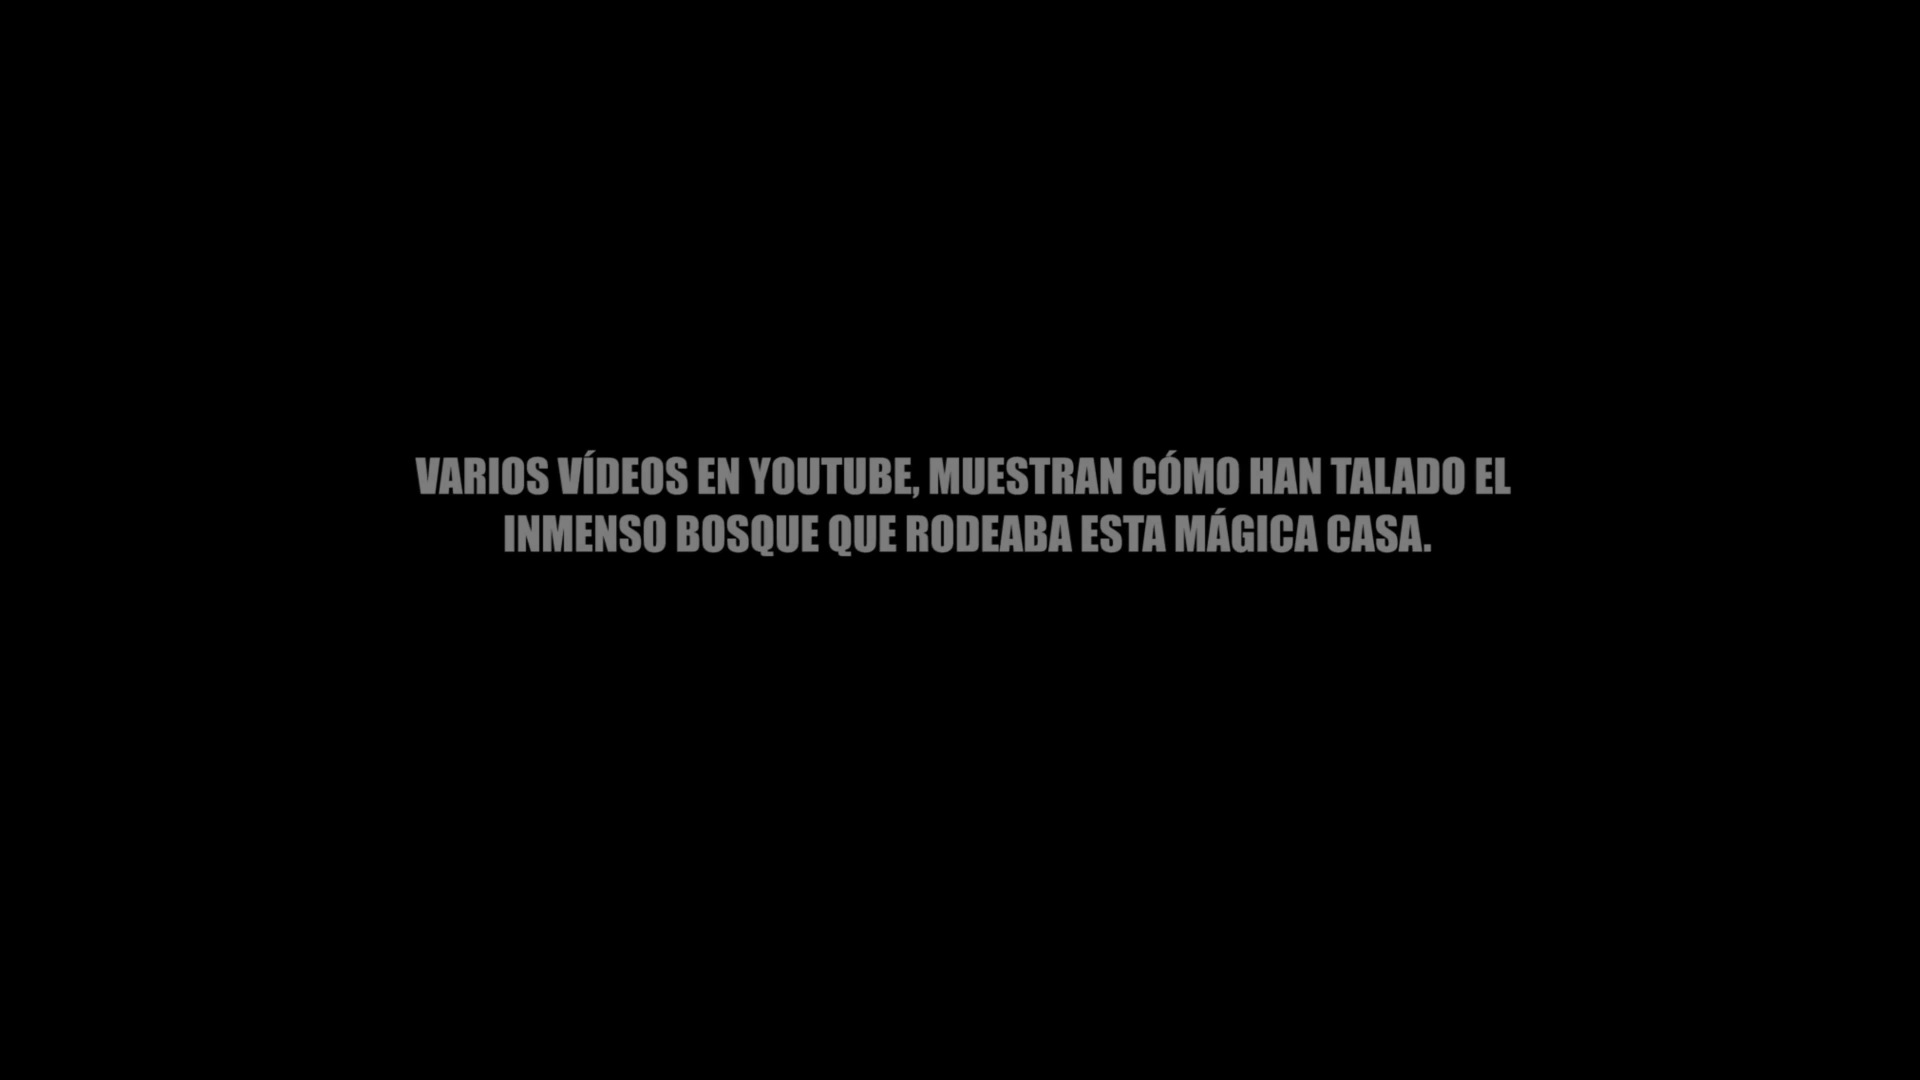 VARIOS VÍDEOS EN YOUTUBE, MUESTRAN CÓMO HAN TALADO EL
INMENSO BOSQUE QUE RODEABA ESTA MÁGICA CASA.